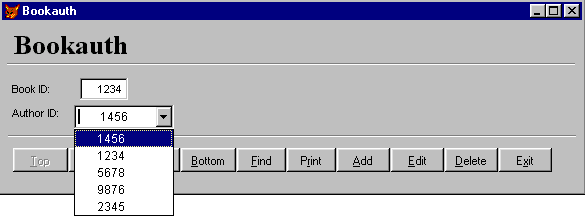 Bookauth
Bookauth
Book ID: 1234
Author ID: 1456
1456
1234
5678
9876
2345
Top Bottom Find Print Add Edit Delete Exit